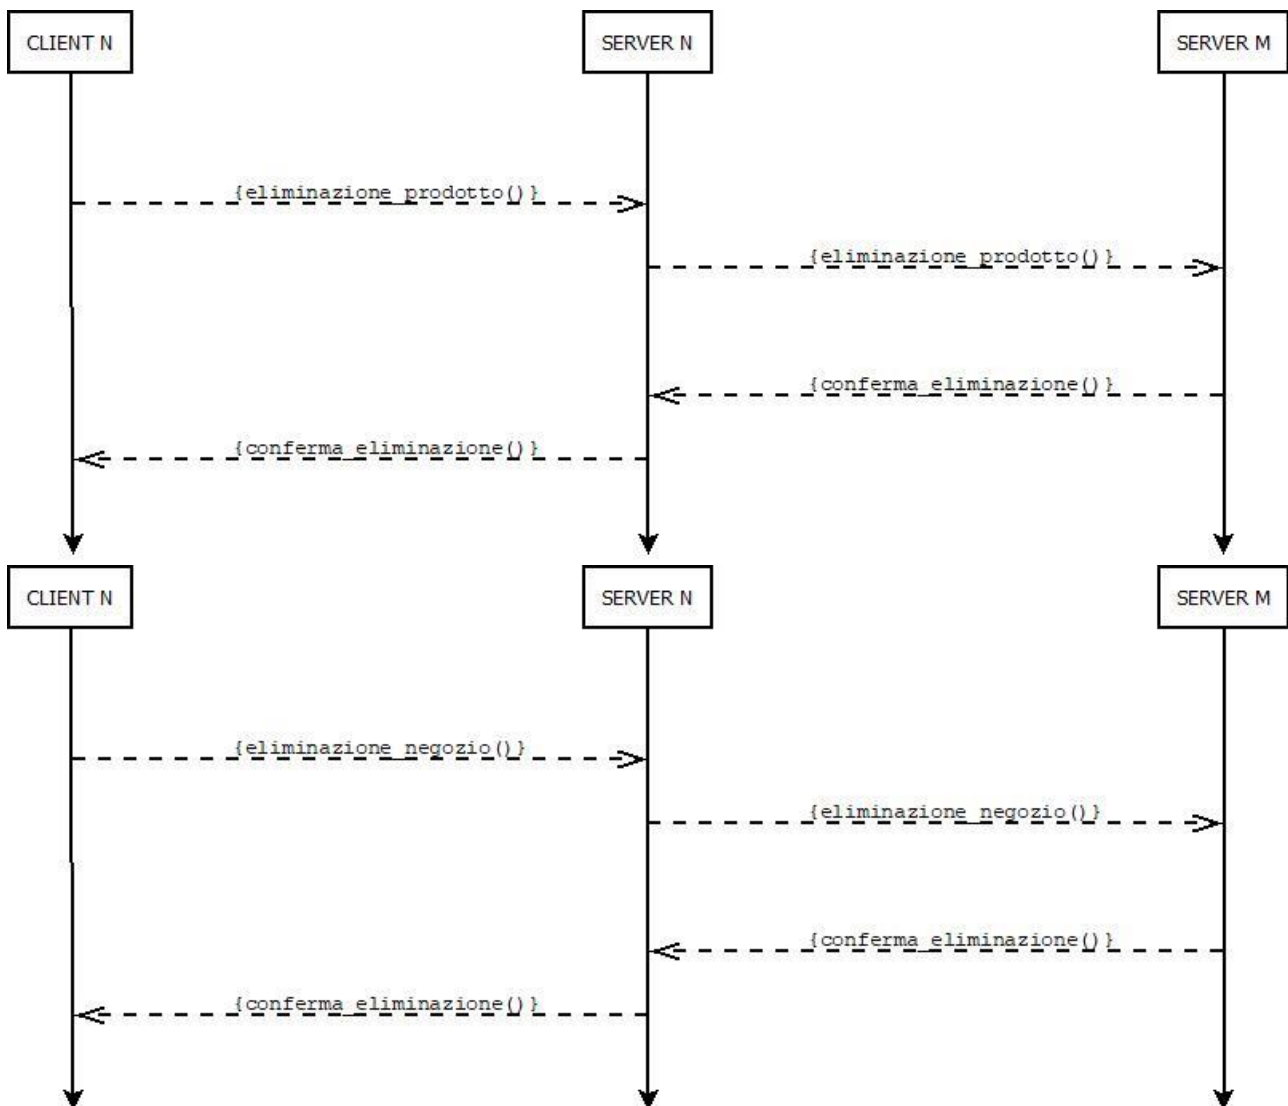 CLIENT N
SERVER N
SERVER M
{eliminazione_prodotto()}
{eliminazione_prodotto()}
{conferma_eliminazione()}
{conferma_eliminazione()}
CLIENT N
SERVER N
SERVER M
{eliminazione_negozio()}
{eliminazione_negozio()}
{conferma_eliminazione()}
{conferma_eliminazione()}